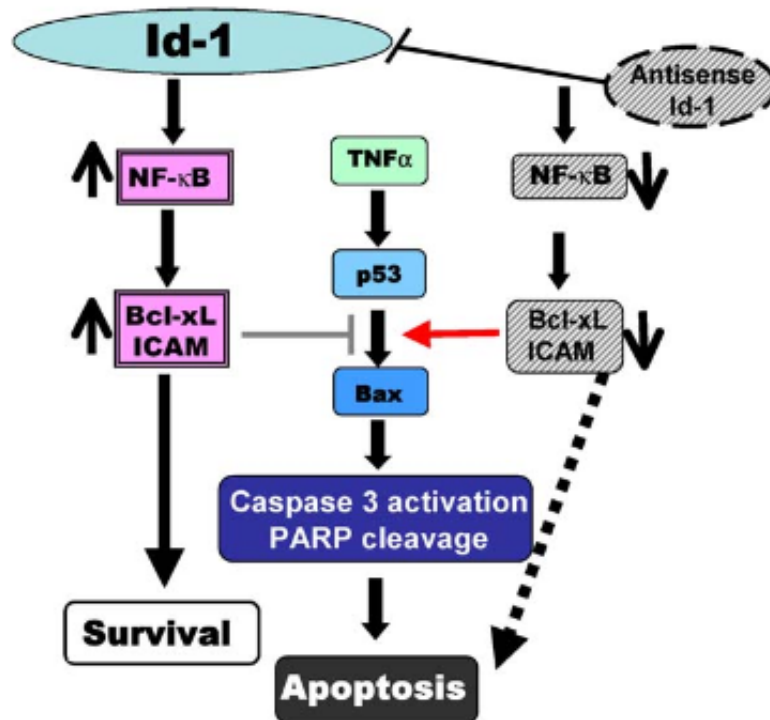 Id-1
Antisense
Id-1
NF-κB
TNFα
NF-κB
p53
Bcl-xL
ICAM
Bcl-xL
ICAM
Bax
Caspase 3 activation
PARP cleavage
Survival
Apoptosis